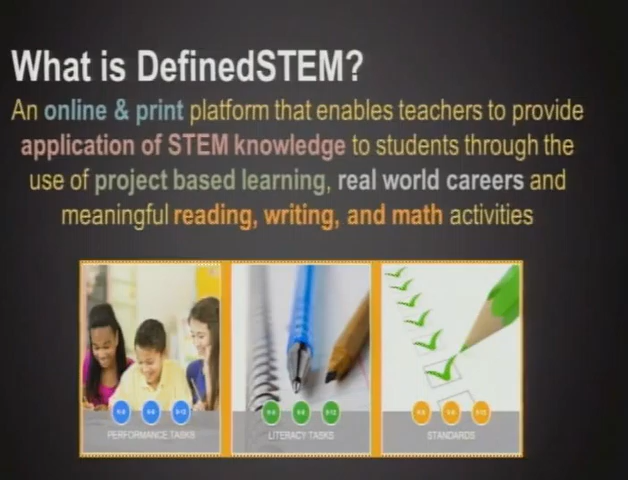 What is DefinedSTEM?
An online & print platform that enables teachers to provide
application of STEM knowledge to students through the
use of project based learning, real world careers and
meaningful reading, writing, and math activities
PERFORMANCE TASKS
LITERACY TASKS
STANDARDS